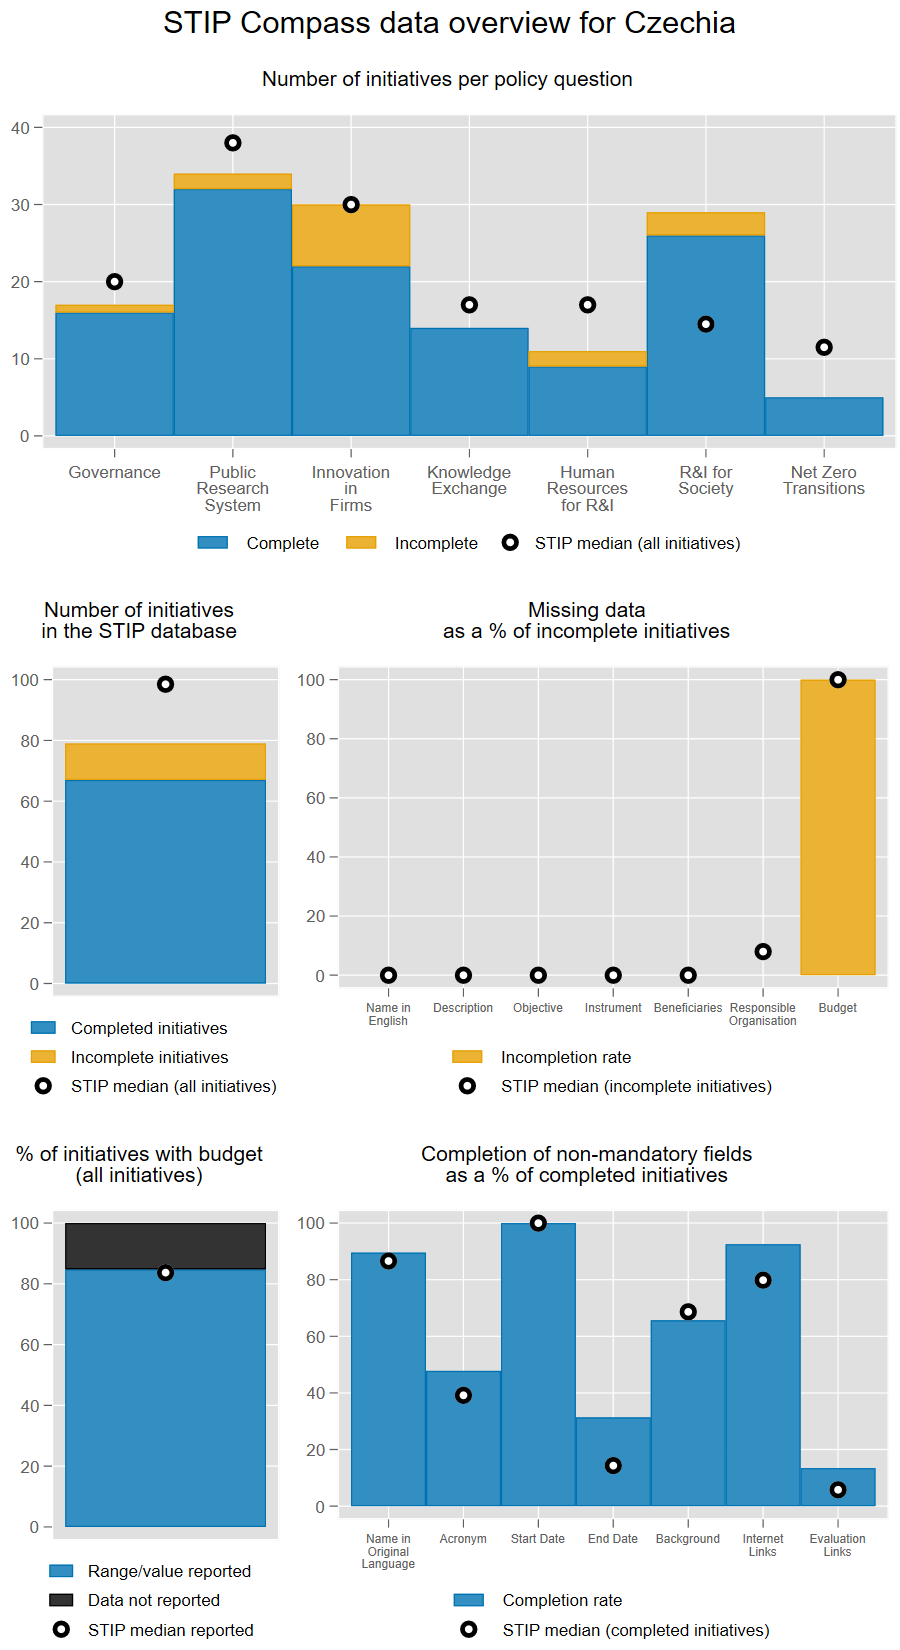 STIP Compass data overview for Czechia
Number of initiatives per policy question
40
30
20
10
0
Governance
Public
Research
System
Innovation
in
Firms
Knowledge
Exchange
Human
Resources
for R&I
R&I for
Society
Net Zero
Transitions
Complete
Incomplete
STIP median (all initiatives)
Number of initiatives
in the STIP database
100
80
60
40
20
0
Completed initiatives
Incomplete initiatives
STIP median (all initiatives)
Missing data
as a % of incomplete initiatives
100
80
60
40
20
0
Name in
English
Description
Objective
Instrument
Beneficiaries
Responsible
Organisation
Budget
Incompletion rate
STIP median (incomplete initiatives)
% of initiatives with budget
(all initiatives)
100
80
60
40
20
0
Range/value reported
Data not reported
STIP median reported
Completion of non-mandatory fields
as a % of completed initiatives
100
80
60
40
20
0
Name in
Original
Language
Acronym
Start Date
End Date
Background
Internet
Links
Evaluation
Links
Completion rate
STIP median (completed initiatives)